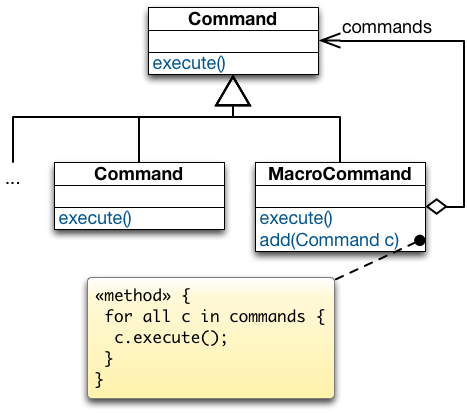 Command
commands
execute()
...
Command
MacroCommand
execute()
execute()
add(Command c)
«method» {
for all c in commands {
c.execute();
}
}